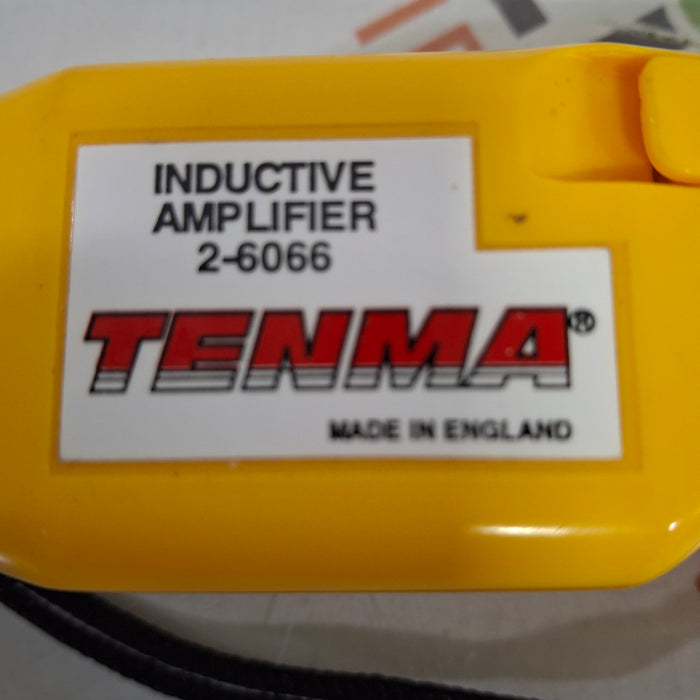 INDUCTIVE
AMPLIFIER
2-6066
TENMA®
MADE IN ENGLAND